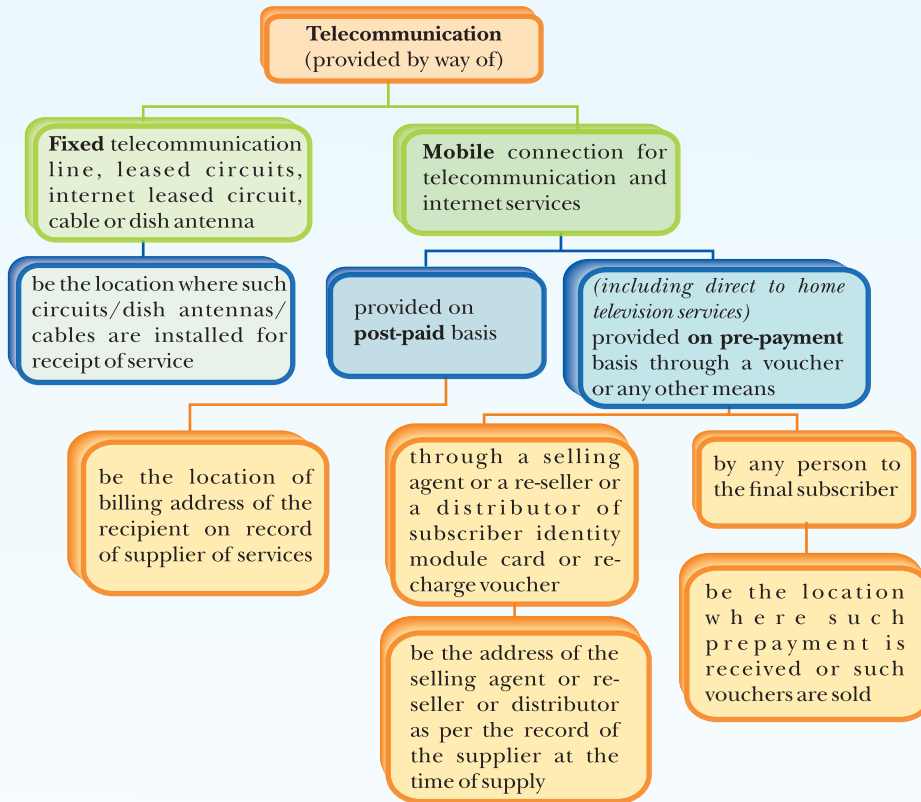 Telecommunication
(provided by way of)
Fixed telecommunication
line, leased circuits,
internet leased circuit,
cable or dish antenna
Mobile connection for
telecommunication and
internet services
be the location where such
circuits/dish antennas/
cables are installed for
receipt of service
provided on
post-paid basis
(including direct to home
television services)
provided on pre-payment
basis through a voucher
or any other means
be the location of
billing address of the
recipient on record
of supplier of services
through a selling
agent or a re-seller or
a distributor of
subscriber identity
module card or re-
charge voucher
by any person to
the final subscriber
be the address of the
selling agent or re-
seller or distributor
as per the record of
the supplier at the
time of supply
be the location
where such
prepayment is
received or such
vouchers are sold